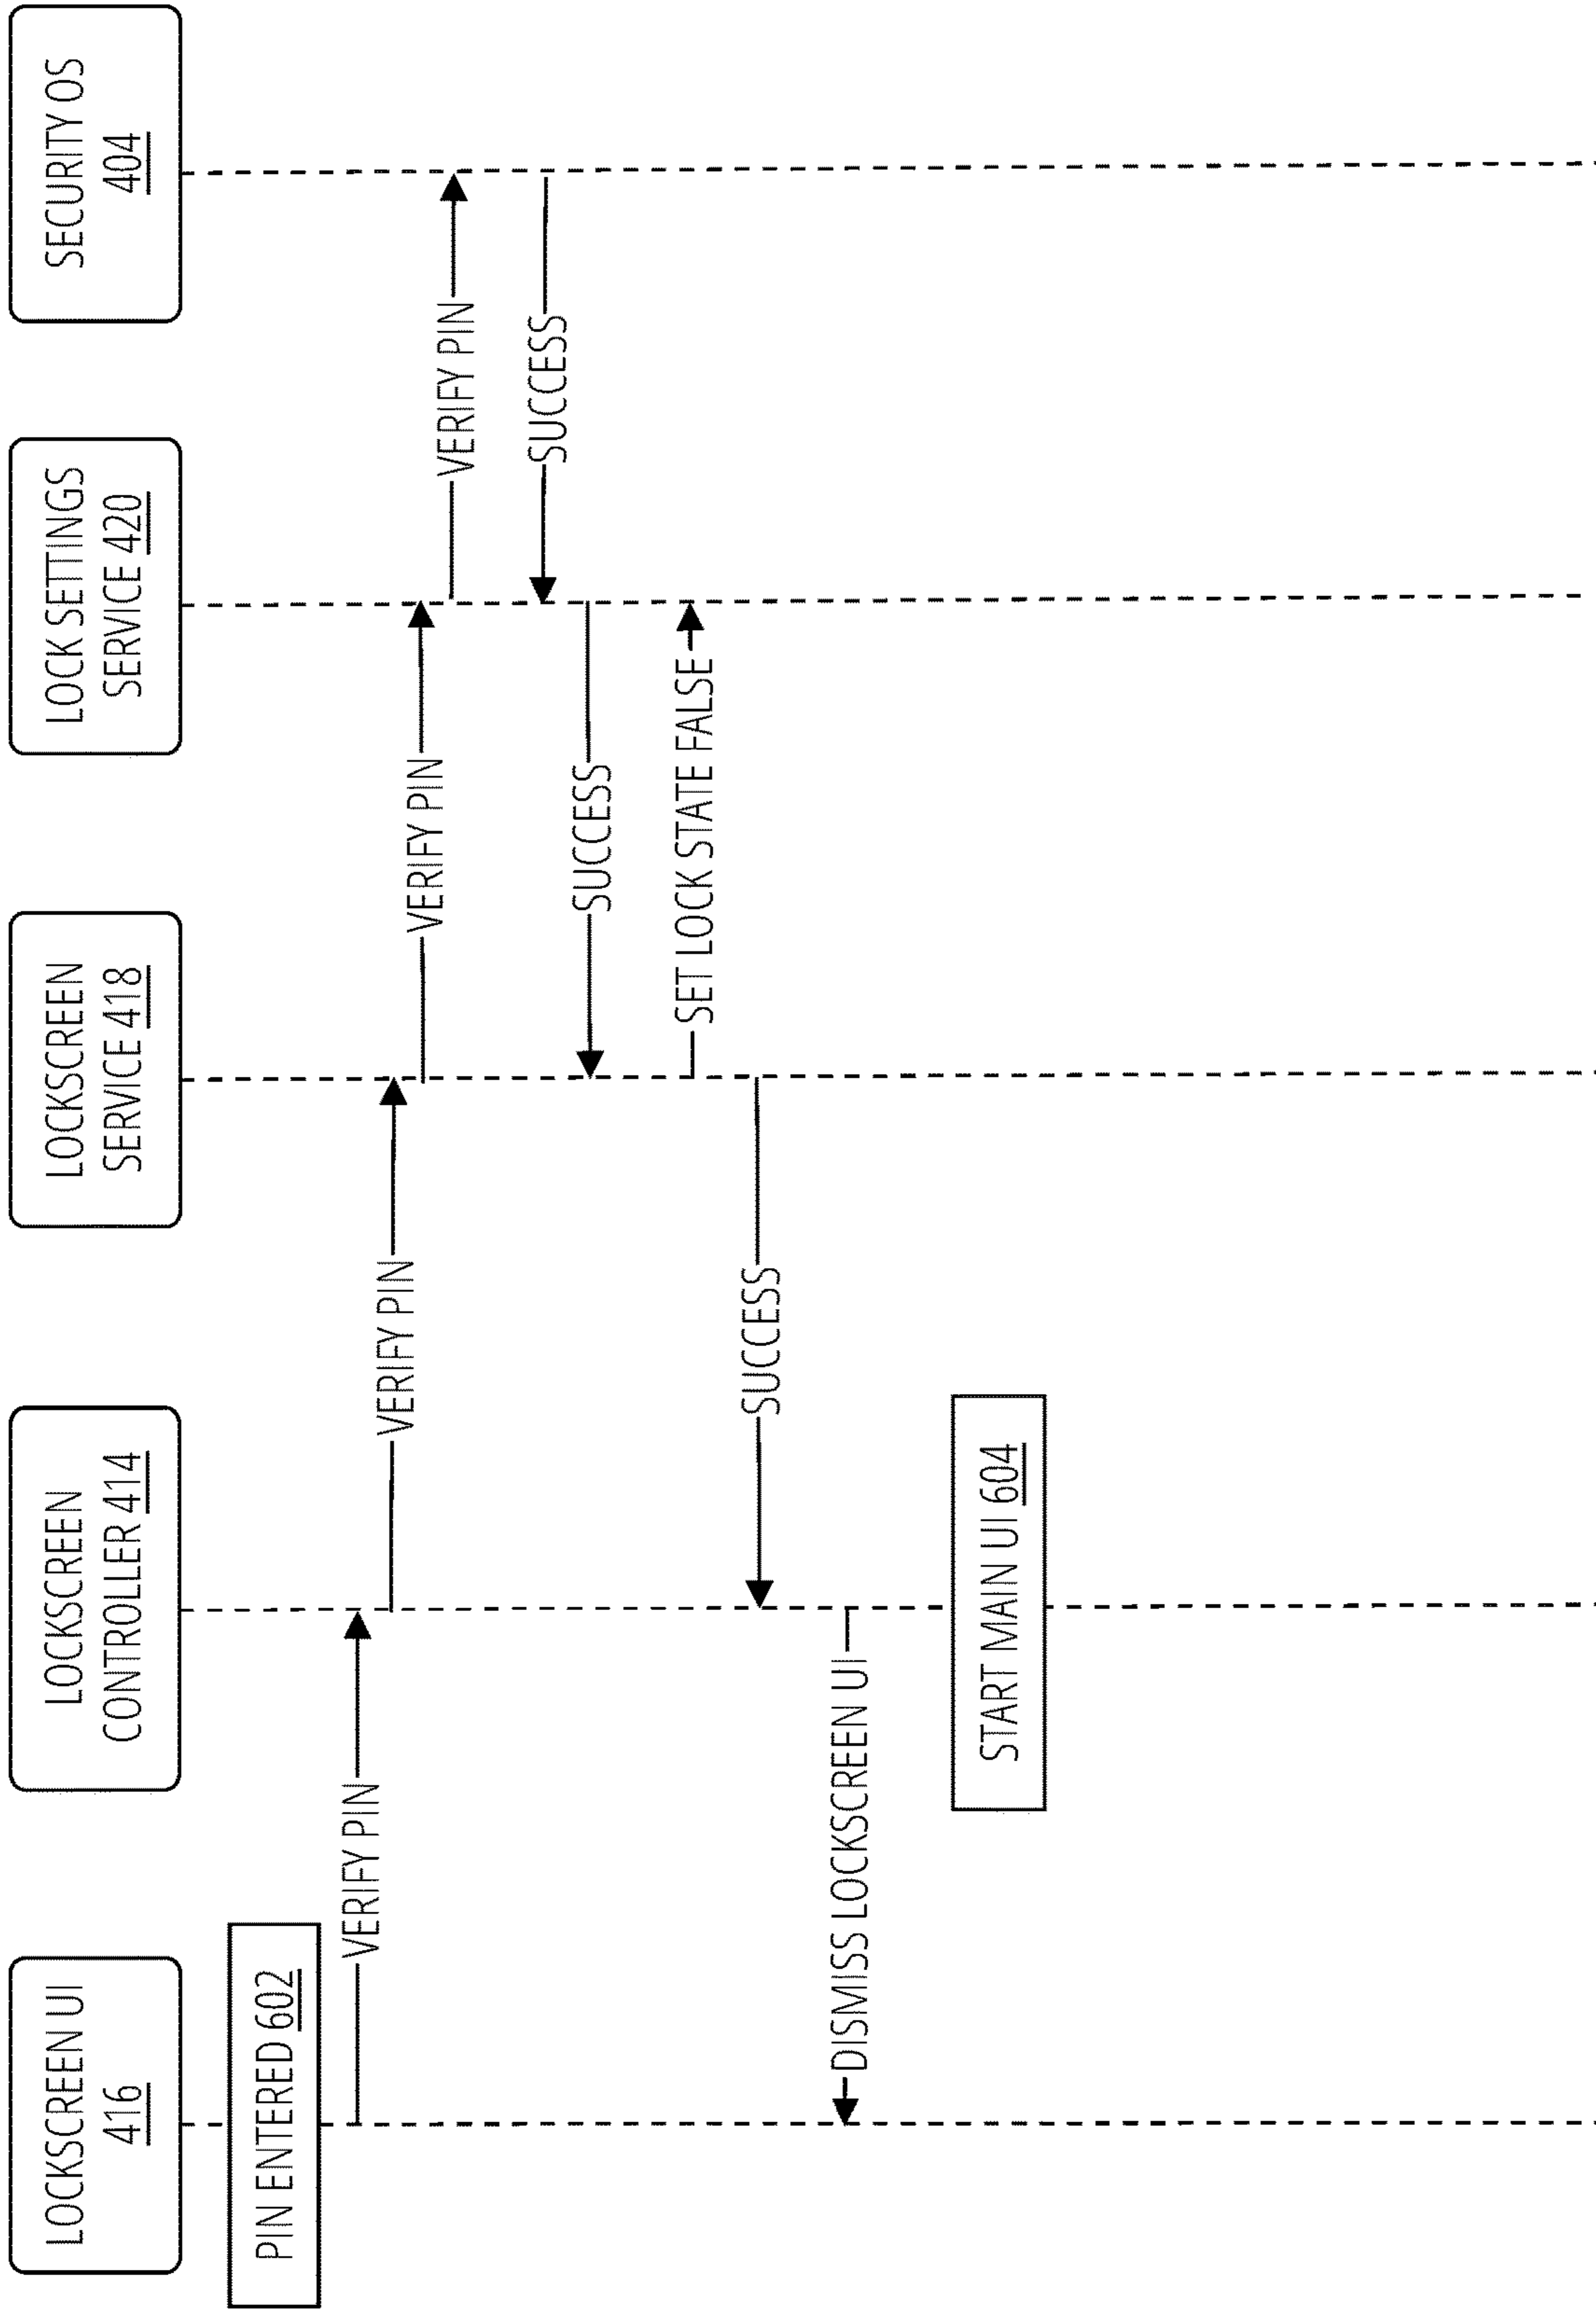 LOCKSCREEN UI
416
LOCKSCREEN
CONTROLLER 414
LOCKSCREEN
SERVICE 418
LOCK SETTINGS
SERVICE 420
SECURITY OS
404
PIN ENTERED 602
VERIFY PIN
VERIFY PIN
VERIFY PIN
VERIFY PIN
SUCCESS
SUCCESS
SET LOCK STATE FALSE
SUCCESS
DISMISS LOCKSCREEN UI
START MAIN UI 604